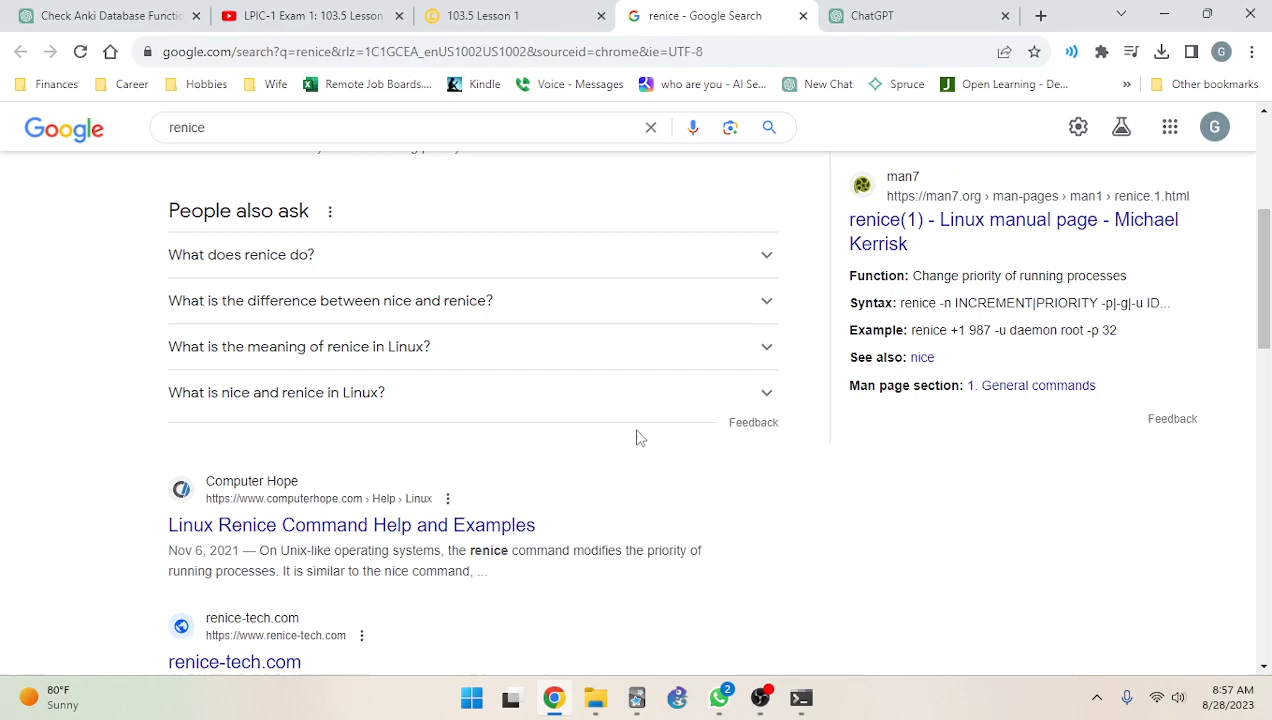 Check Anki Database Functi
LPIC-1 Exam 1: 103.5 Lesson
103.5 Lesson 1
renice - Google Search
ChatGPT
google.com/search?q=renice&rlz=1C1GCEA_enUS1002US1002&sourceid=chrome&ie=UTF-8
G
Finances
Career
Hobbies
Wife
Remote Job Boards....
Kindle
Voice - Messages
who are you - AI Se...
New Chat
Spruce
Open Learning - De...
»
Other bookmarks
Google
renice
G
People also ask
What does renice do?
What is the difference between nice and renice?
What is the meaning of renice in Linux?
What is nice and renice in Linux?
Feedback
Computer Hope
https://www.computerhope.com › Help › Linux
Linux Renice Command Help and Examples
Nov 6, 2021 — On Unix-like operating systems, the renice command modifies the priority of
running processes. It is similar to the nice command, ...
renice-tech.com
https://www.renice-tech.com
renice-tech.com
man7
https://man7.org › man-pages › man1 › renice.1.html
renice(1) - Linux manual page - Michael
Kerrisk
Function: Change priority of running processes
Syntax: renice -n INCREMENT|PRIORITY -p|-g|-u ID...
Example: renice +1 987 -u daemon root -p 32
See also: nice
Man page section: 1. General commands
Feedback
80°F
Sunny
2
8:57 AM
8/28/2023